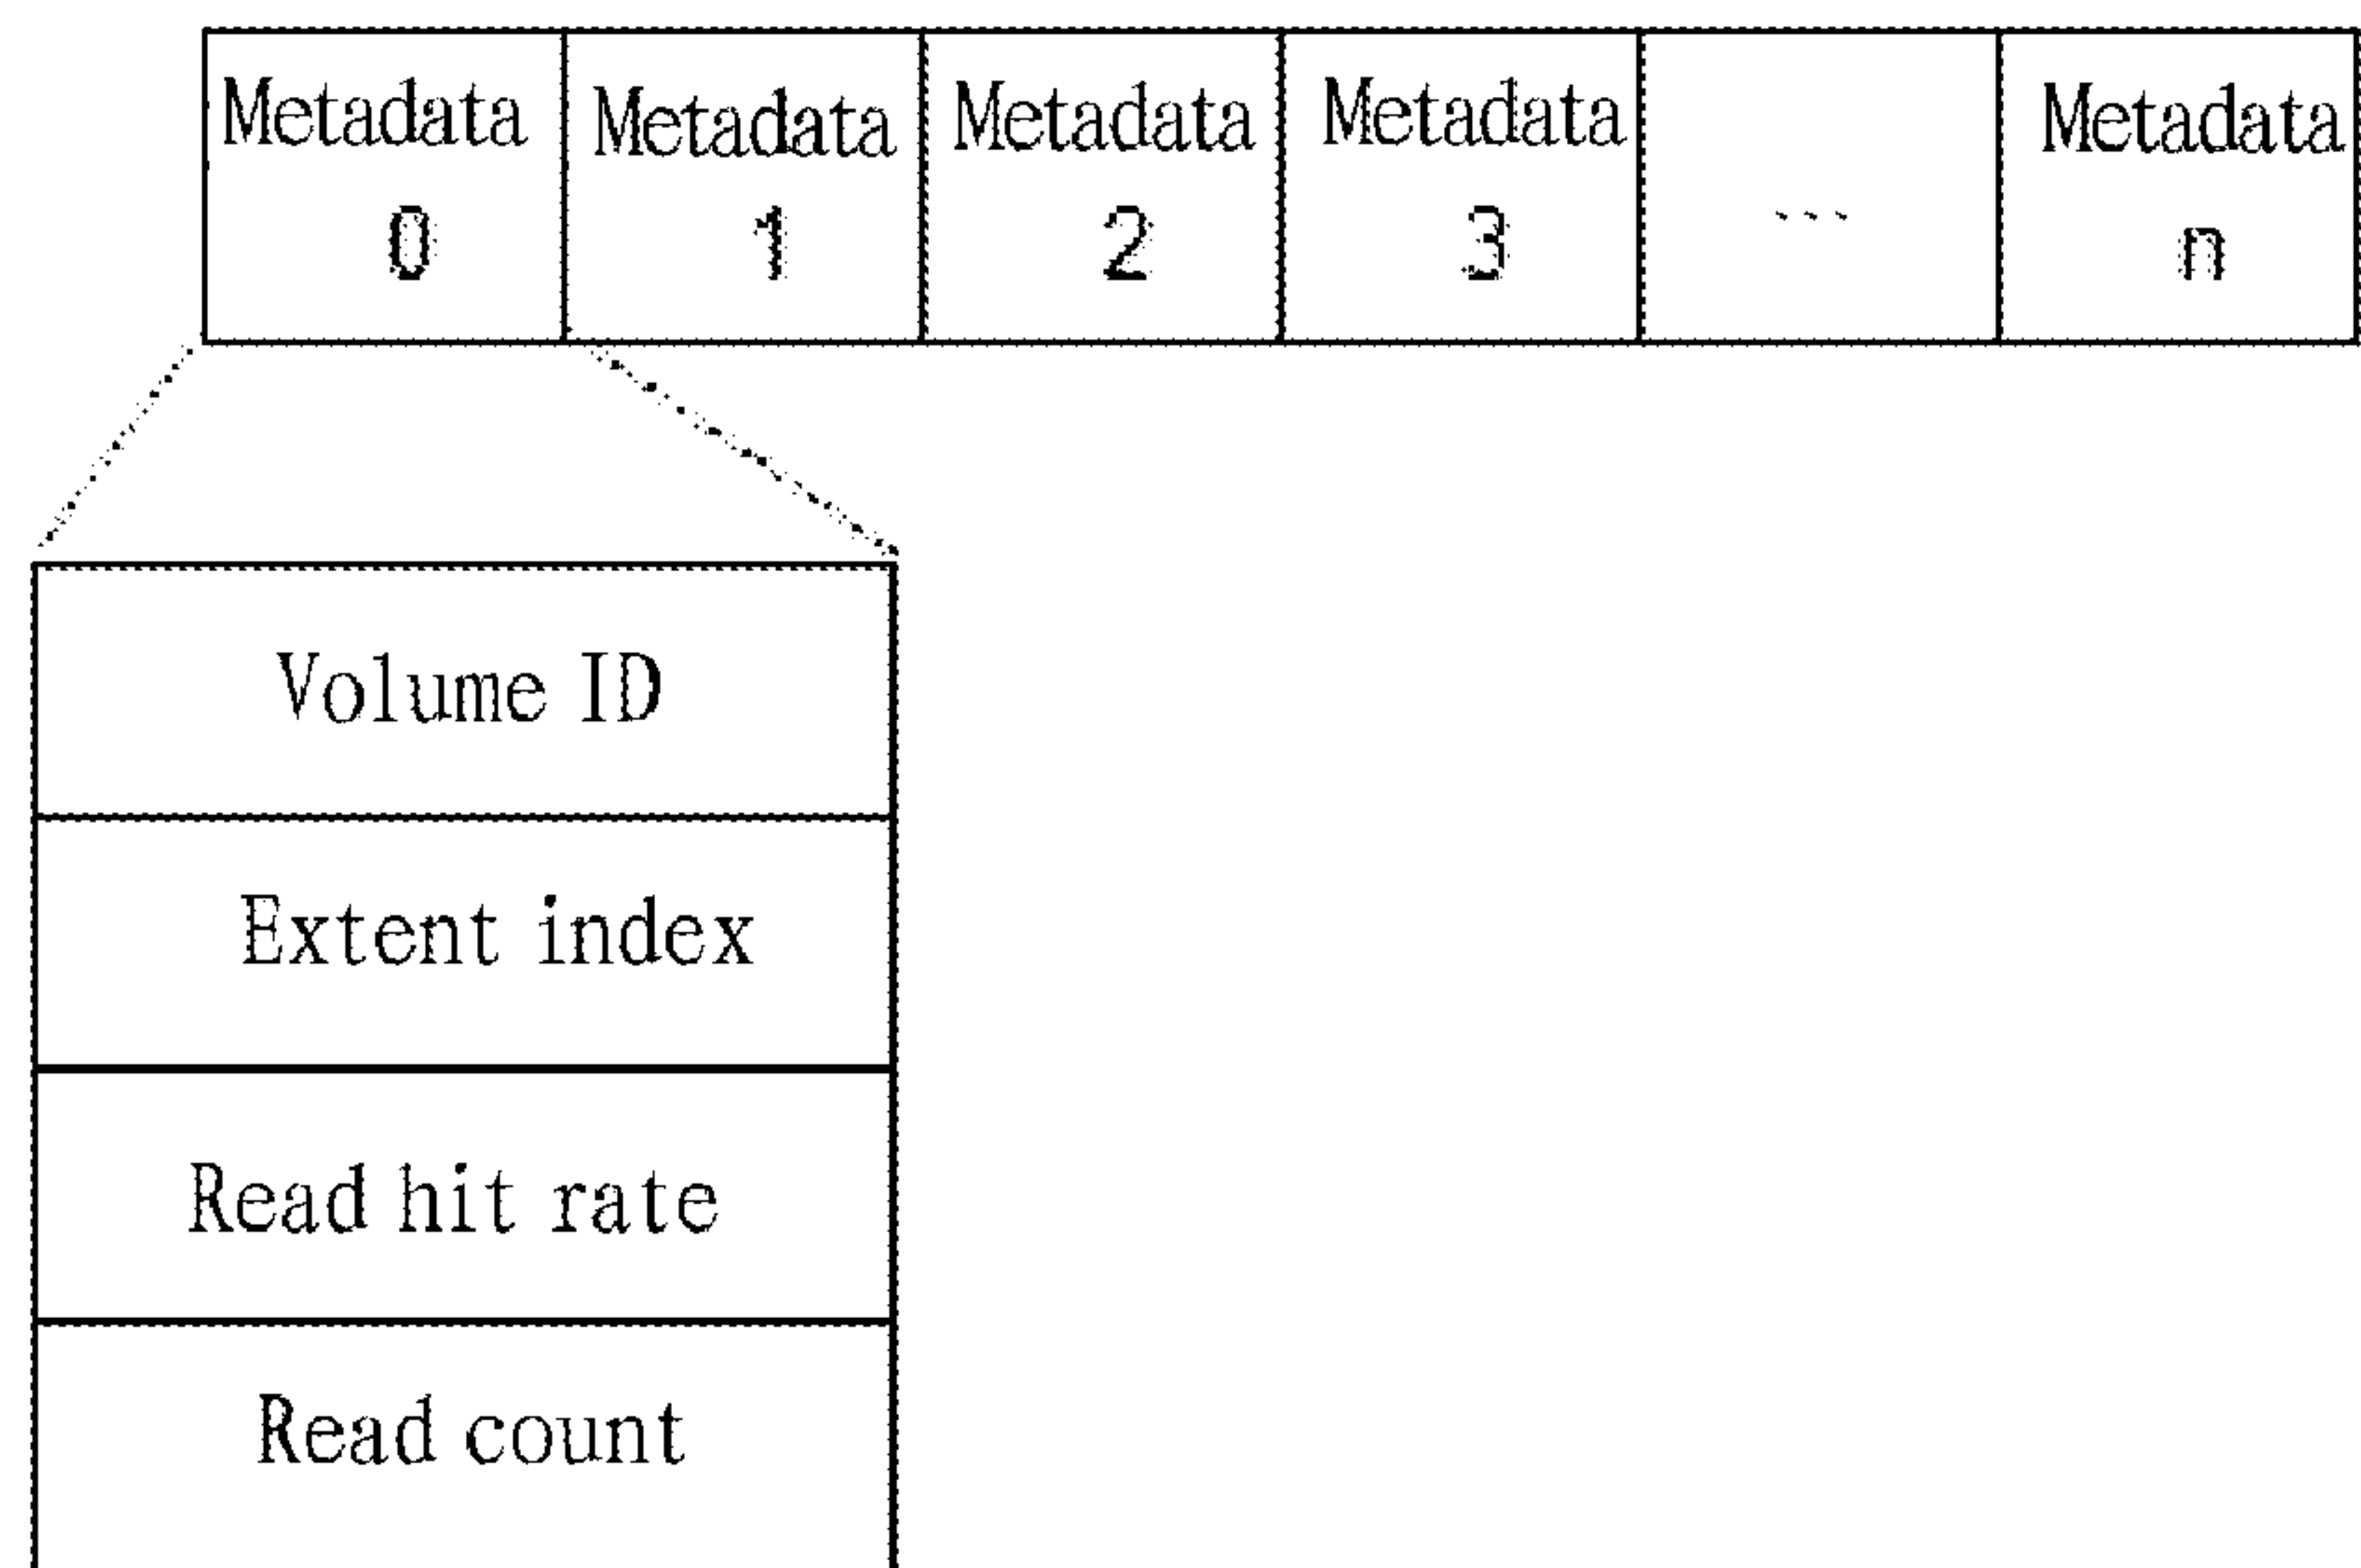 Metadata Metadata Metadata Metadata Metadata
0 1 2 3 ... n
Volume ID
Extent index
Read hit rate
Read count